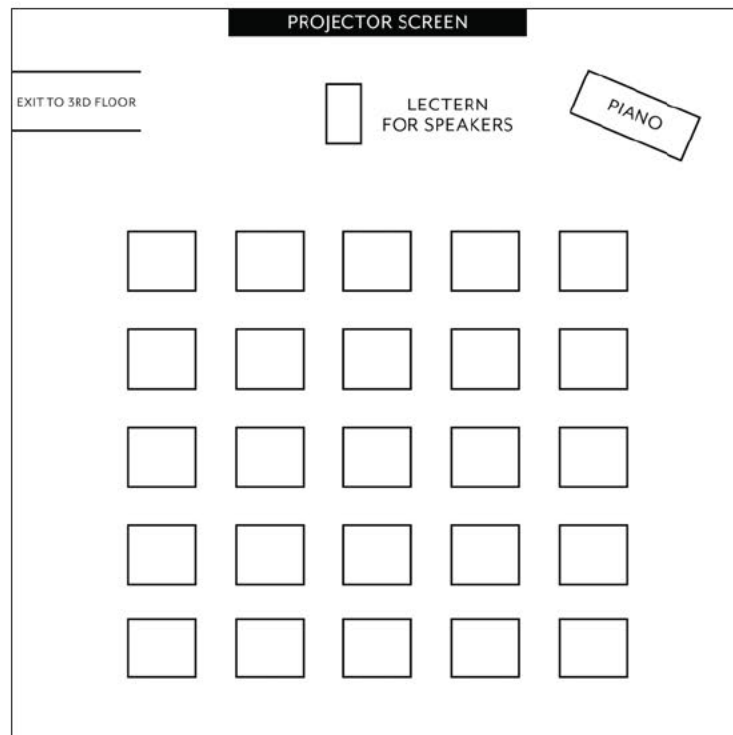 PROJECTOR SCREEN
EXIT TO 3RD FLOOR
LECTERN
FOR SPEAKERS
PIANO